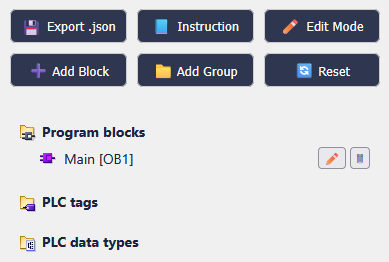 Export .json
Instruction
Edit Mode
Add Block
Add Group
Reset
Program blocks
Main [OB1]
PLC tags
PLC data types